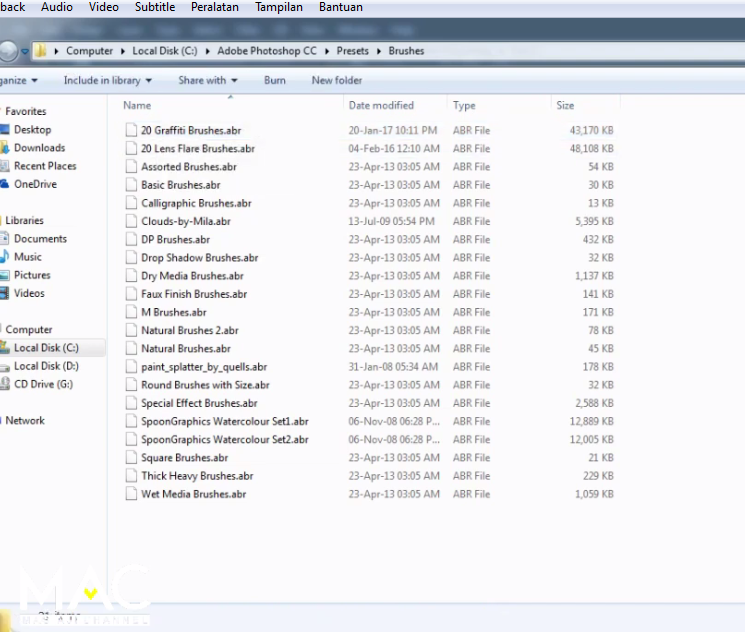 back Audio Video Subtitle Peralatan Tampilan Bantuan
Computer Local Disk (C:) Adobe Photoshop CC Presets Brushes
ganize Include in library Share with Burn New folder
Name Date modified Type Size
Favorites
Desktop
Downloads
Recent Places
OneDrive
Libraries
Documents
Music
Pictures
Videos
Computer
Local Disk (C:)
Local Disk (D:)
CD Drive (G:)
Network
20 Graffiti Brushes.abr 20-Jan-17 10:11 PM ABR File 43,170 KB
20 Lens Flare Brushes.abr 04-Feb-16 12:10 AM ABR File 48,108 KB
Assorted Brushes.abr 23-Apr-13 03:05 AM ABR File 54 KB
Basic Brushes.abr 23-Apr-13 03:05 AM ABR File 30 KB
Calligraphic Brushes.abr 23-Apr-13 03:05 AM ABR File 13 KB
Clouds-by-Mila.abr 13-Jul-09 05:54 PM ABR File 5,395 KB
DP Brushes.abr 23-Apr-13 03:05 AM ABR File 432 KB
Drop Shadow Brushes.abr 23-Apr-13 03:05 AM ABR File 32 KB
Dry Media Brushes.abr 23-Apr-13 03:05 AM ABR File 1,137 KB
Faux Finish Brushes.abr 23-Apr-13 03:05 AM ABR File 141 KB
M Brushes.abr 23-Apr-13 03:05 AM ABR File 171 KB
Natural Brushes 2.abr 23-Apr-13 03:05 AM ABR File 78 KB
Natural Brushes.abr 23-Apr-13 03:05 AM ABR File 45 KB
paint_splatter_by_quells.abr 31-Jan-08 05:34 AM ABR File 178 KB
Round Brushes with Size.abr 23-Apr-13 03:05 AM ABR File 32 KB
Special Effect Brushes.abr 23-Apr-13 03:05 AM ABR File 2,588 KB
SpoonGraphics Watercolour Set1.abr 06-Nov-08 06:28 P... ABR File 12,889 KB
SpoonGraphics Watercolour Set2.abr 06-Nov-08 06:28 P... ABR File 12,005 KB
Square Brushes.abr 23-Apr-13 03:05 AM ABR File 21 KB
Thick Heavy Brushes.abr 23-Apr-13 03:05 AM ABR File 229 KB
Wet Media Brushes.abr 23-Apr-13 03:05 AM ABR File 1,059 KB
MAC
21 items